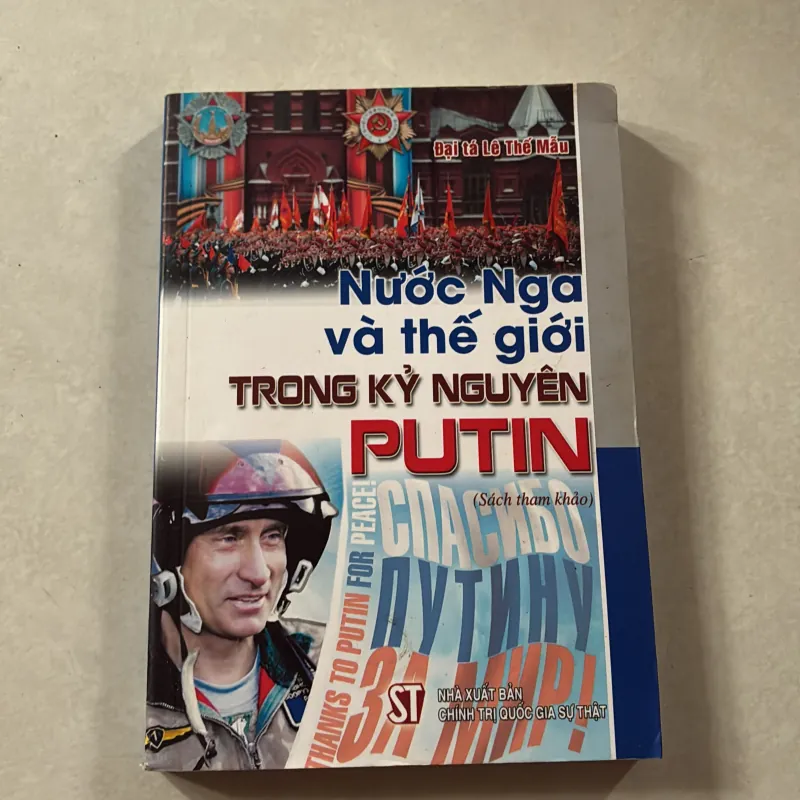 Đại tá Lê Thế Mẫu
Nước Nga
và thế giới
TRONG KỶ NGUYÊN
PUTIN
(Sách tham khảo)
THANKS TO PUTIN FOR PEACE!
СПАСИБО
ПУТИНУ
ЗА МИР!
ST
NHÀ XUẤT BẢN
CHÍNH TRỊ QUỐC GIA SỰ THẬT